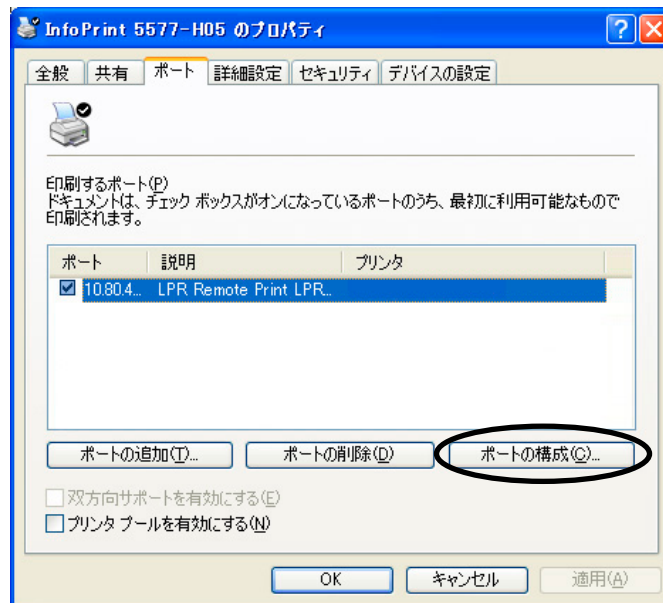 InfoPrint 5577-H05 のプロパティ
全般 共有 ポート 詳細設定 セキュリティ デバイスの設定
印刷するポート(P)
ドキュメントは、チェック ボックスがオンになっているポートのうち、最初に利用可能なもので
印刷されます。
ポート 説明 プリンタ
10.80.4... LPR Remote Print LPR...
ポートの追加(T)... ポートの削除(D) ポートの構成(C)...
双方向サポートを有効にする(E)
プリンタ プールを有効にする(N)
OK キャンセル 適用(A)